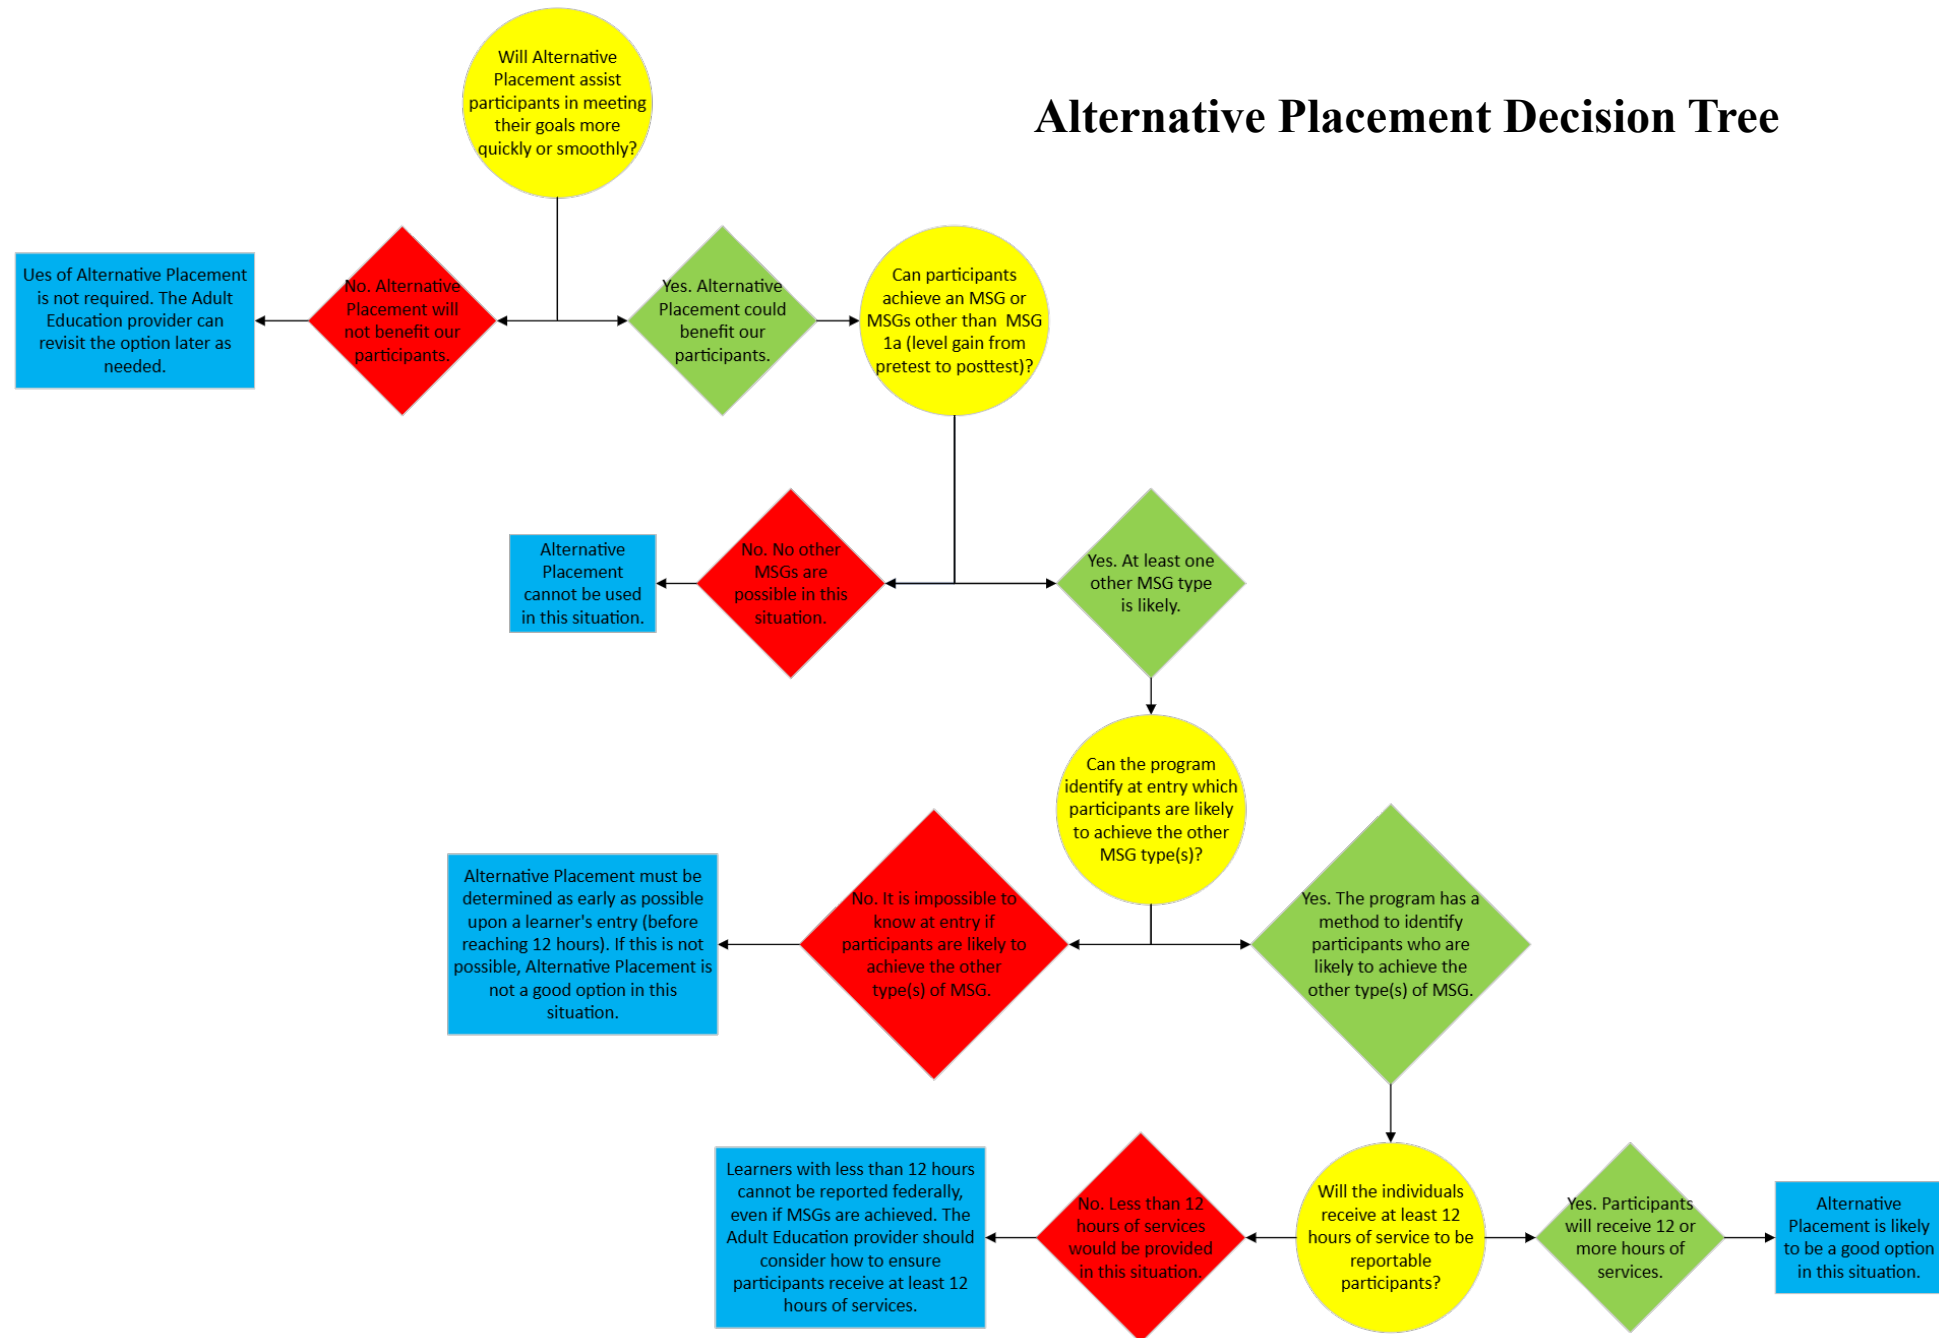 Alternative Placement Decision Tree
Will Alternative
Placement assist
participants in meeting
their goals more
quickly or smoothly?
Ues of Alternative Placement
is not required. The Adult
Education provider can
revisit the option later as
needed.
No. Alternative
Placement will
not benefit our
participants.
Yes. Alternative
Placement could
benefit our
participants.
Can participants
achieve an MSG or
MSGs other than MSG
1a (level gain from
pretest to posttest)?
Alternative
Placement
cannot be used
in this situation.
No. No other
MSGs are
possible in this
situation.
Yes. At least one
other MSG type
is likely.
Can the program
identify at entry which
participants are likely
to achieve the other
MSG type(s)?
Alternative Placement must be
determined as early as possible
upon a learner's entry (before
reaching 12 hours). If this is not
possible, Alternative Placement is
not a good option in this
situation.
No. It is impossible to
know at entry if
participants are likely to
achieve the other
type(s) of MSG.
Yes. The program has a
method to identify
participants who are
likely to achieve the
other type(s) of MSG.
Learners with less than 12 hours
cannot be reported federally,
even if MSGs are achieved. The
Adult Education provider should
consider how to ensure
participants receive at least 12
hours of services.
No. Less than 12
hours of services
would be provided
in this situation.
Will the individuals
receive at least 12
hours of service to be
reportable
participants?
Yes. Participants
will receive 12 or
more hours of
services.
Alternative
Placement is likely
to be a good option
in this situation.